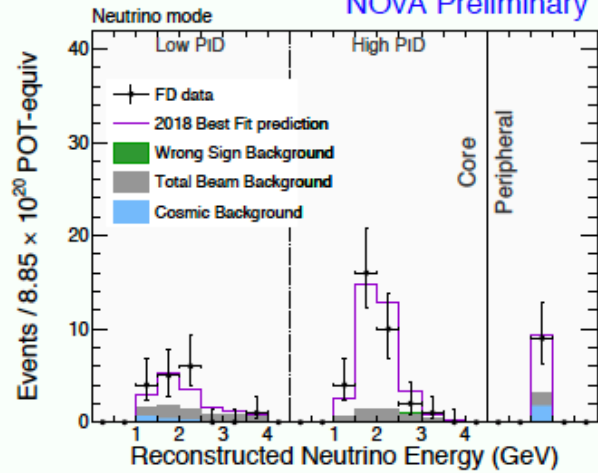 NOvA Preliminary
Neutrino mode
Low PID
High PID
FD data
2018 Best Fit prediction
Wrong Sign Background
Total Beam Background
Cosmic Background
Core
Peripheral
Events / 8.85 × 10²⁰ POT-equiv
40
30
20
10
0
1 2 3 4 1 2 3 4
Reconstructed Neutrino Energy (GeV)